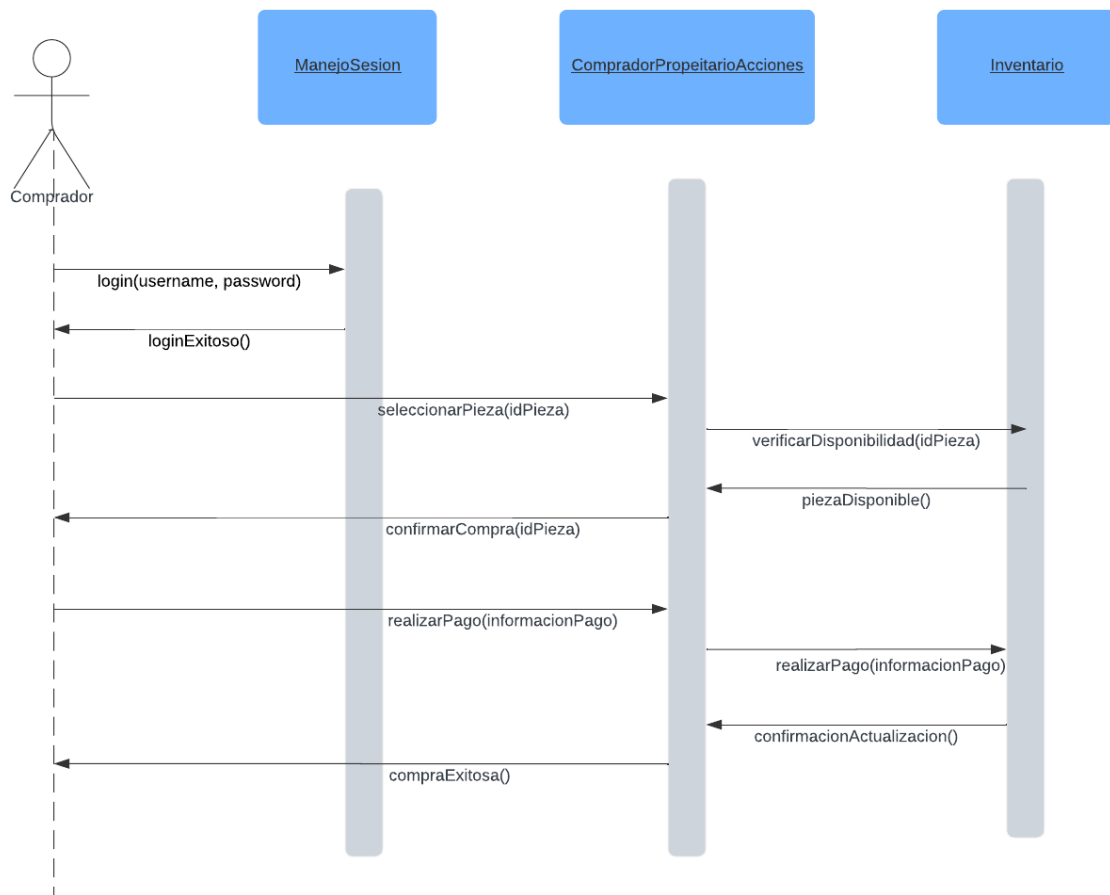 ManejoSesion
CompradorPropeitarioAcciones
Inventario
Comprador
login(username, password)
loginExitoso()
seleccionarPieza(idPieza)
verificarDisponibilidad(idPieza)
piezaDisponible()
confirmarCompra(idPieza)
realizarPago(informacionPago)
realizarPago(informacionPago)
confirmacionActualizacion()
compraExitosa()